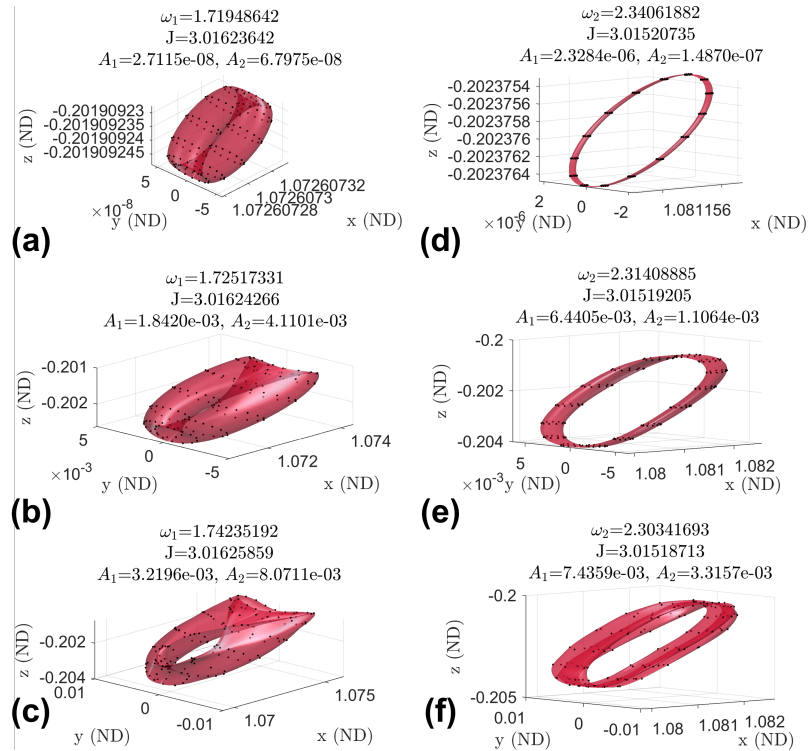 ω₁=1.71948642
J=3.01623642
A₁=2.7115e-08, A₂=6.7975e-08
z (ND)
-0.20190923
-0.201909235
-0.20190924
-0.201909245
5
0
-5
×10⁻⁸
y (ND)
1.07260732
1.0726073
1.07260728
x (ND)
(a)
ω₂=2.34061882
J=3.01520735
A₁=2.3284e-06, A₂=1.4870e-07
z (ND)
-0.2023754
-0.2023756
-0.2023758
-0.202376
-0.2023762
-0.2023764
2
0
-2
×10⁻⁶
y (ND)
1.081156
x (ND)
(d)
ω₁=1.72517331
J=3.01624266
A₁=1.8420e-03, A₂=4.1101e-03
z (ND)
-0.201
-0.202
5
0
-5
×10⁻³
y (ND)
1.074
1.072
x (ND)
(b)
ω₂=2.31408885
J=3.01519205
A₁=6.4405e-03, A₂=1.1064e-03
z (ND)
-0.2
-0.202
-0.204
5
0
-5
×10⁻³
y (ND)
1.08
1.081
1.082
x (ND)
(e)
ω₁=1.74235192
J=3.01625859
A₁=3.2196e-03, A₂=8.0711e-03
z (ND)
-0.202
-0.204
0.01
0
-0.01
y (ND)
1.075
1.07
x (ND)
(c)
ω₂=2.30341693
J=3.01518713
A₁=7.4359e-03, A₂=3.3157e-03
z (ND)
-0.2
-0.205
0.01
0
-0.01
y (ND)
1.08
1.081
1.082
x (ND)
(f)